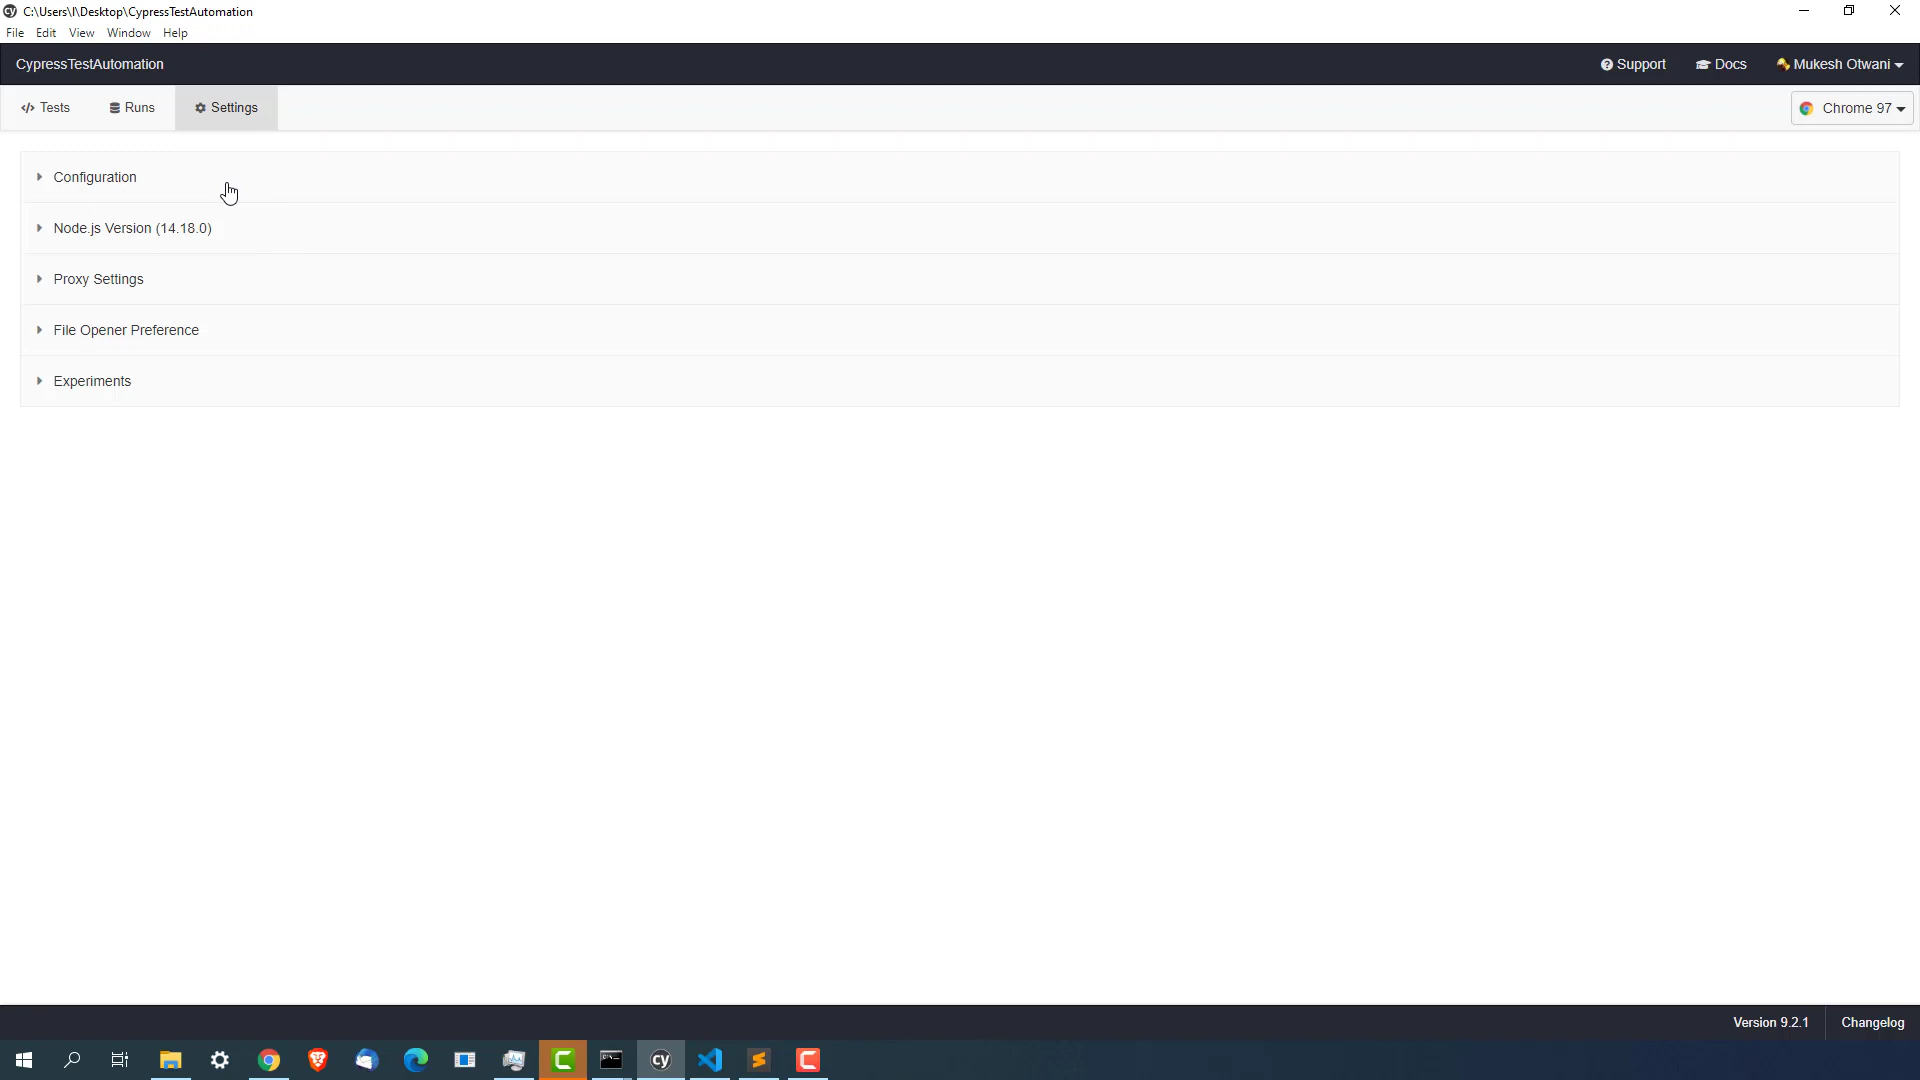 C:\Users\I\Desktop\CypressTestAutomation
File Edit View Window Help
CypressTestAutomation
Support Docs Mukesh Otwani
Tests Runs Settings
Chrome 97
Configuration
Node.js Version (14.18.0)
Proxy Settings
File Opener Preference
Experiments
Version 9.2.1 Changelog